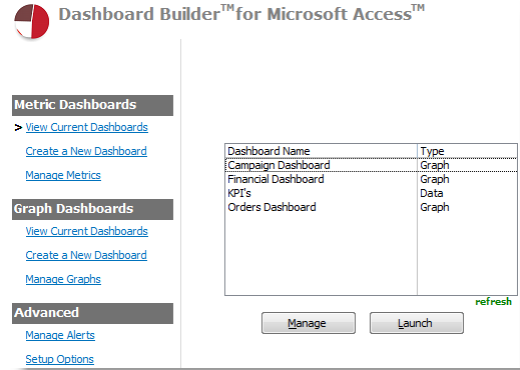 Dashboard Builder™ for Microsoft Access™
Metric Dashboards
> View Current Dashboards
Create a New Dashboard
Manage Metrics
Graph Dashboards
View Current Dashboards
Create a New Dashboard
Manage Graphs
Advanced
Manage Alerts
Setup Options
Dashboard Name Type
Campaign Dashboard Graph
Financial Dashboard Graph
KPI's Data
Orders Dashboard Graph
refresh
Manage Launch